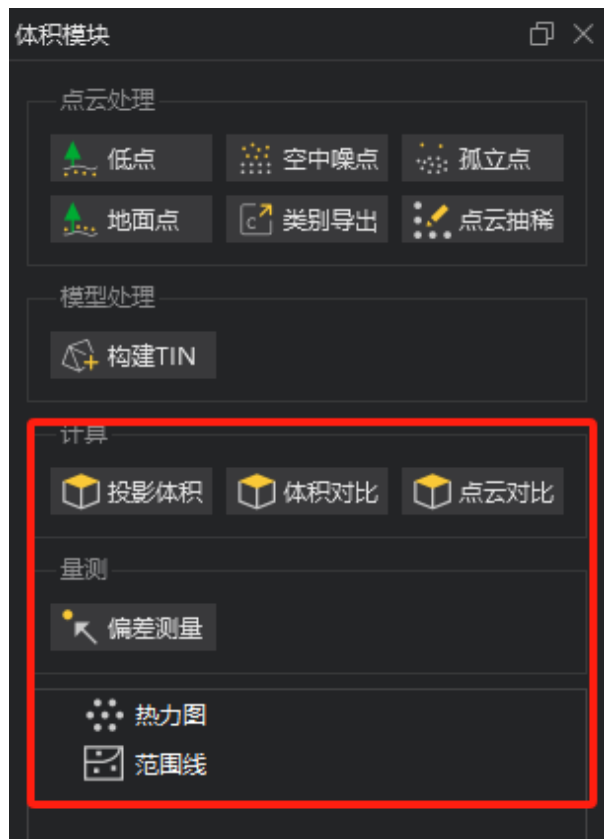 体积模块
点云处理
低点 空中噪点 孤立点
地面点 类别导出 点云抽稀
模型处理
构建TIN
计算
投影体积 体积对比 点云对比
量测
偏差测量
热力图
范围线